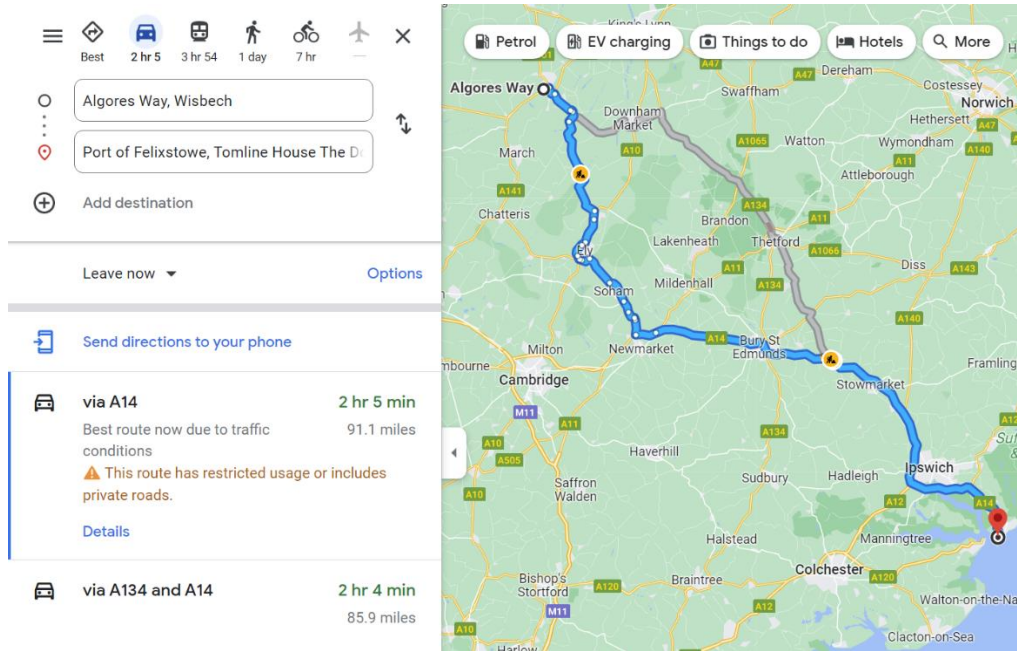 Best
2 hr 5
3 hr 54
1 day
7 hr
—
Algores Way, Wisbech
Port of Felixstowe, Tomline House The Do
Add destination
Leave now
Options
Send directions to your phone
via A14
2 hr 5 min
Best route now due to traffic
91.1 miles
conditions
This route has restricted usage or includes
private roads.
Details
via A134 and A14
2 hr 4 min
85.9 miles
King's Lynn
Petrol
EV charging
Things to do
Hotels
More
A47
A47
Dereham
Costessey
Algores Way
Swaffham
Norwich
Downham
Market
Hethersett
A47
A1065
Watton
Wymondham
March
A10
A140
A11
A141
Attleborough
Chatteris
A134
Brandon
A11
Ely
Lakenheath
Thetford
A1066
A11
Diss
A143
Soham
Mildenhall
A134
A140
Milton
Newmarket
A14
Bury St
Edmunds
Framling
mbourne
Cambridge
Stowmarket
M11
A11
A134
A10
Haverhill
Ipswich
A505
Sudbury
Hadleigh
A14
Saffron
Walden
A12
A10
Manningtree
Halstead
Colchester
Bishop's
Stortford
A120
Braintree
A120
Walton-on-the-Na
M11
A12
A10
Clacton-on-Sea
Harlow